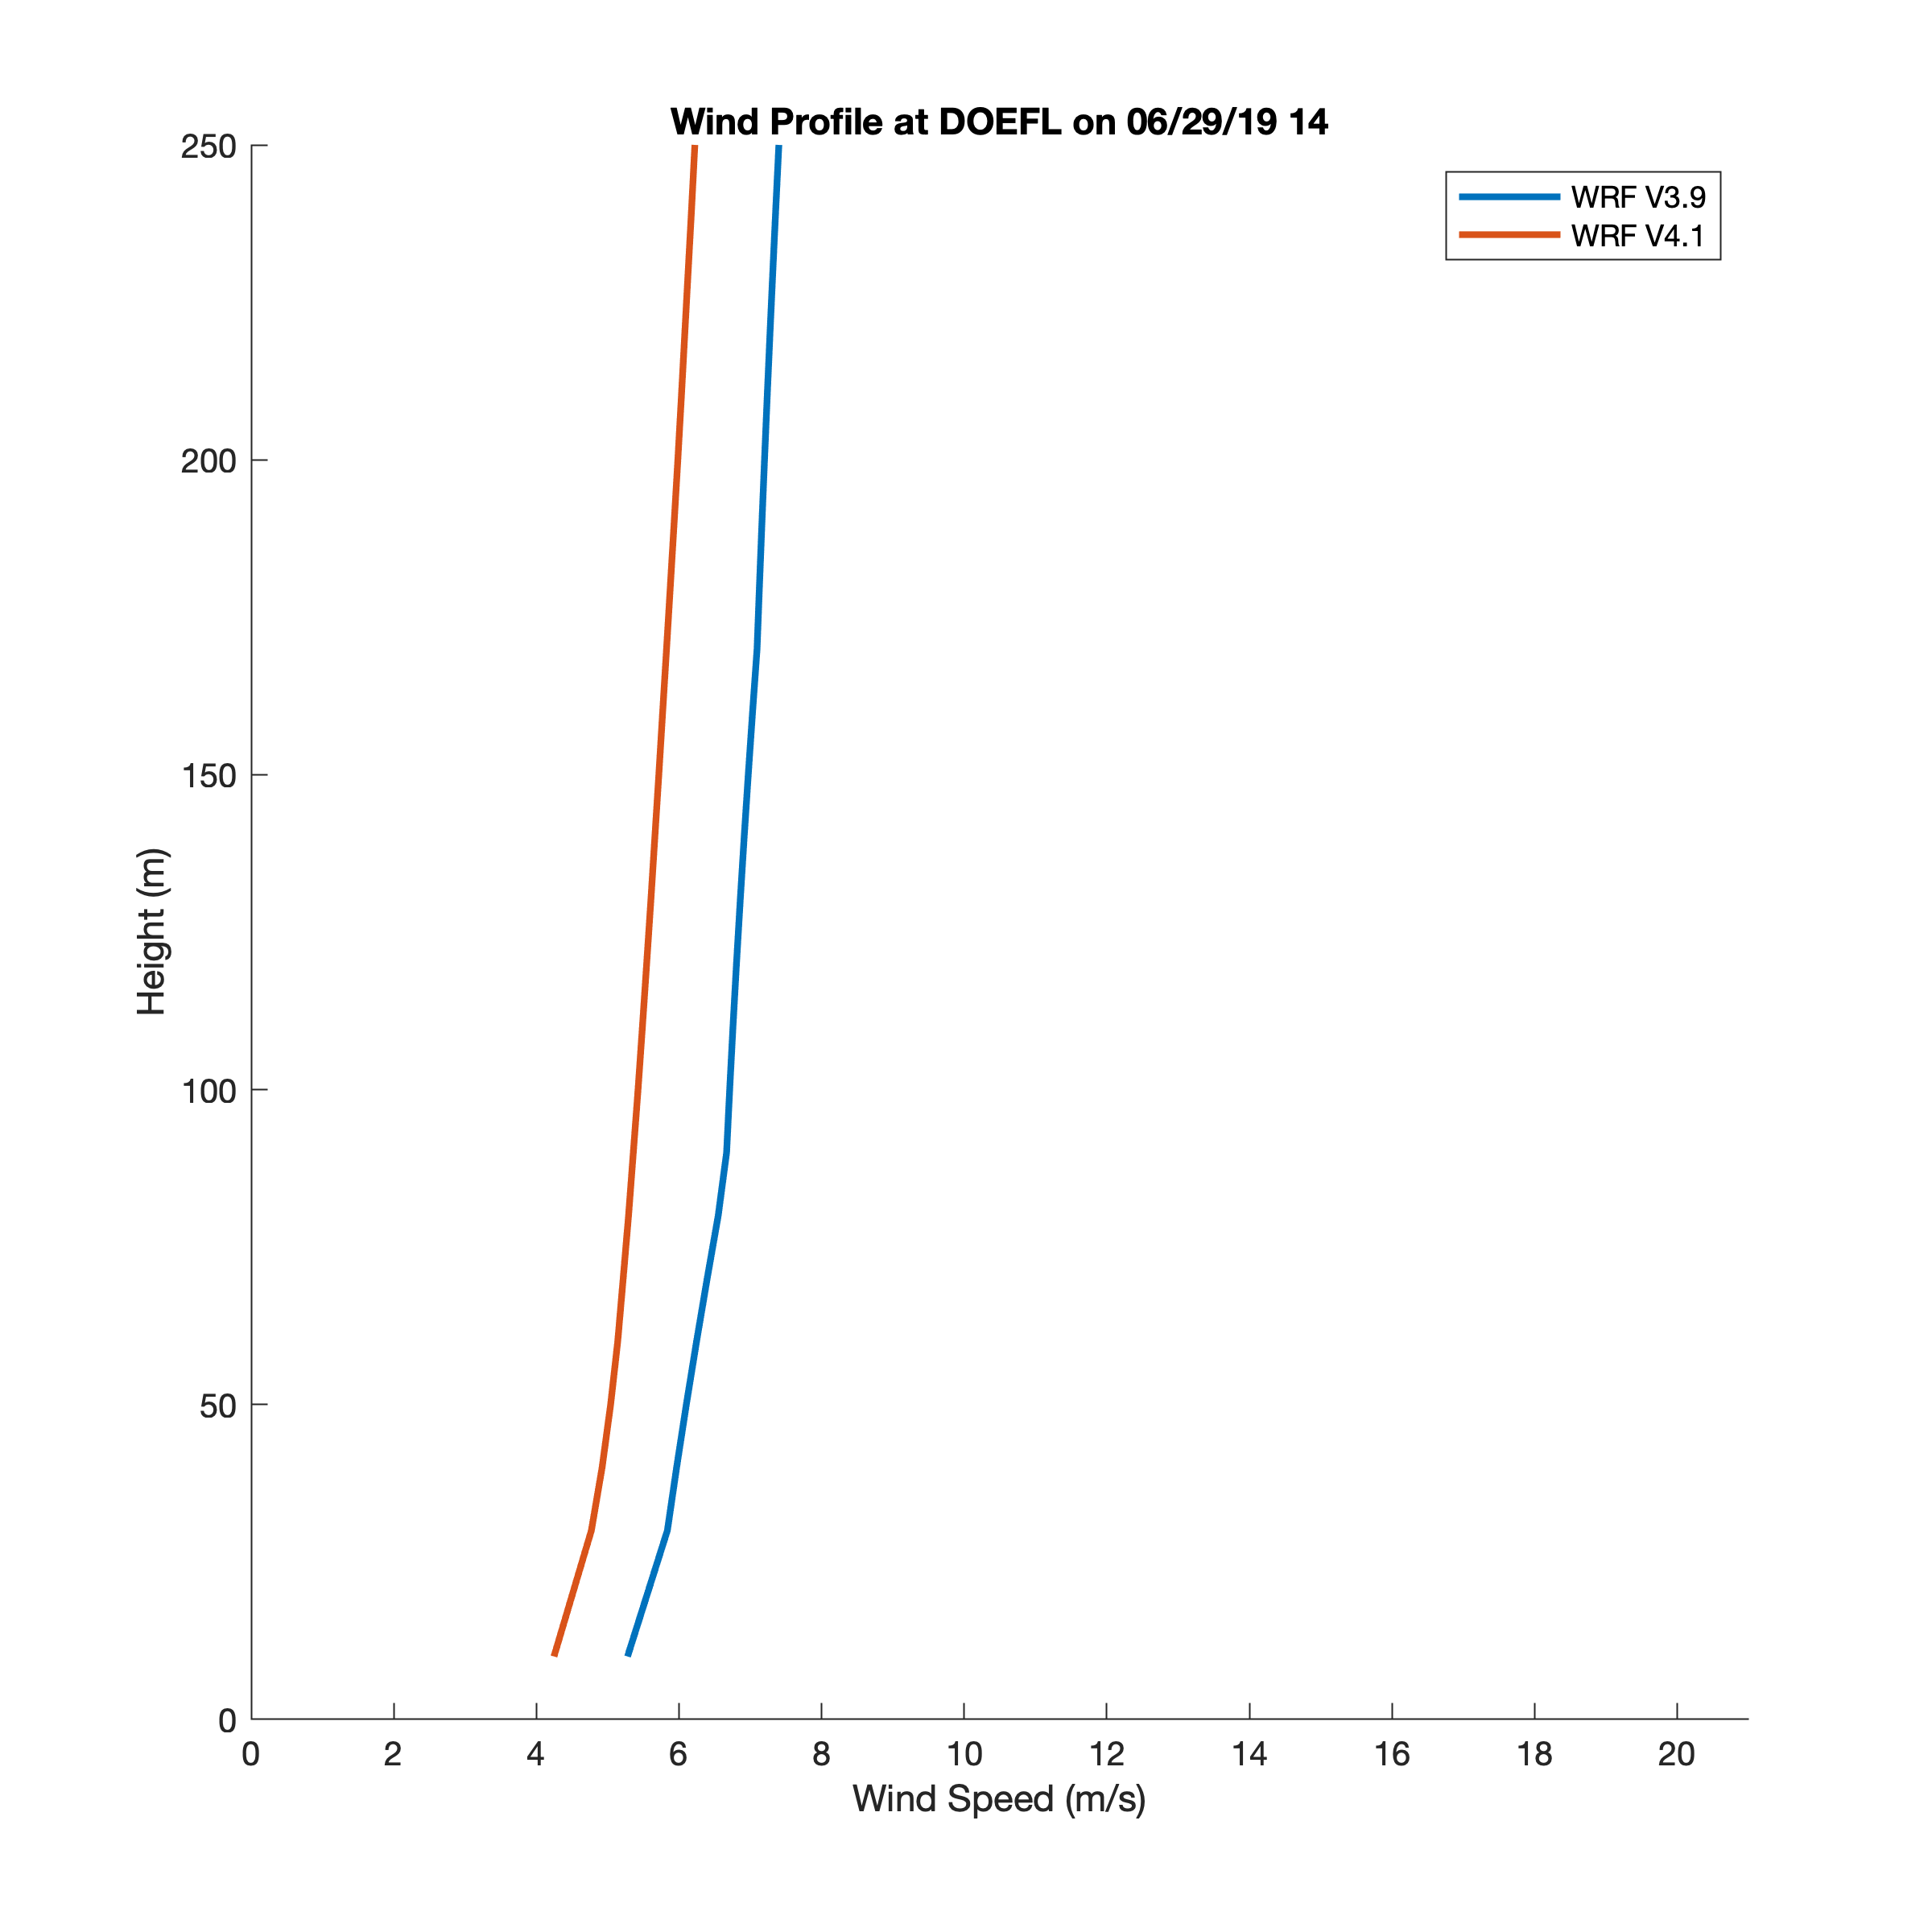 Wind Profile at DOEFL on 06/29/19 14
WRF V3.9
WRF V4.1
250
200
150
100
50
0
Height (m)
0 2 4 6 8 10 12 14 16 18 20
Wind Speed (m/s)